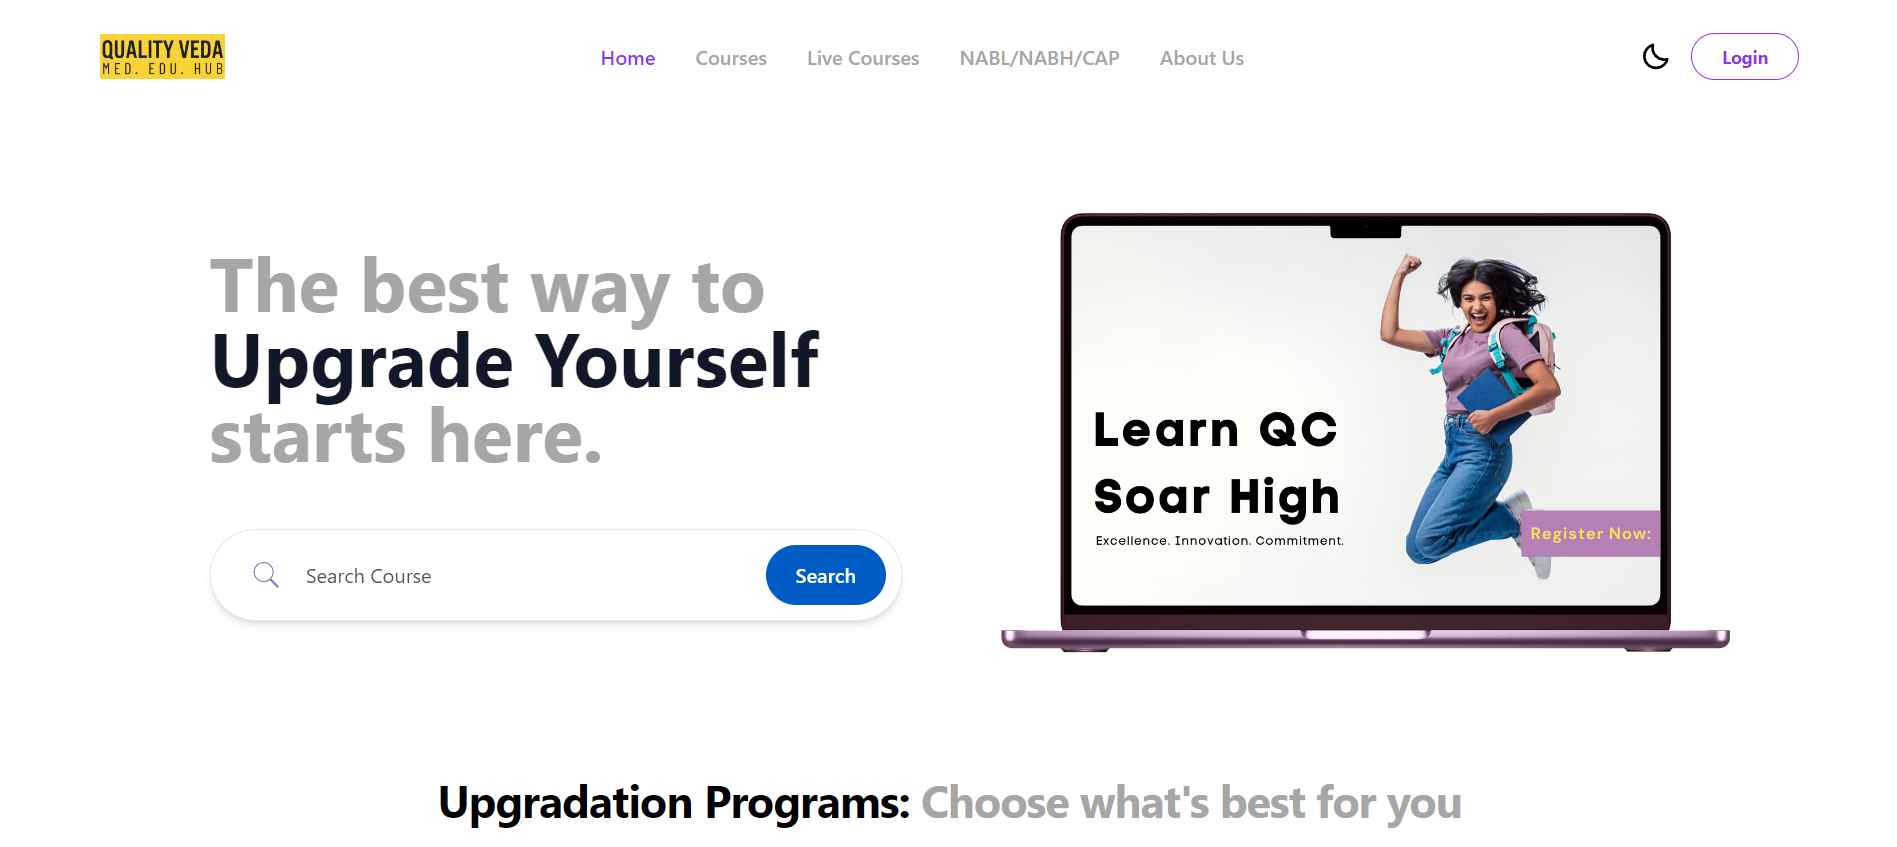 QUALITY VEDA
MED. EDU. HUB
Home
Courses
Live Courses
NABL/NABH/CAP
About Us
Login
The best way to
Upgrade Yourself
starts here.
Search Course
Search
Learn QC
Soar High
Excellence. Innovation. Commitment.
Register Now:
Upgradation Programs: Choose what's best for you